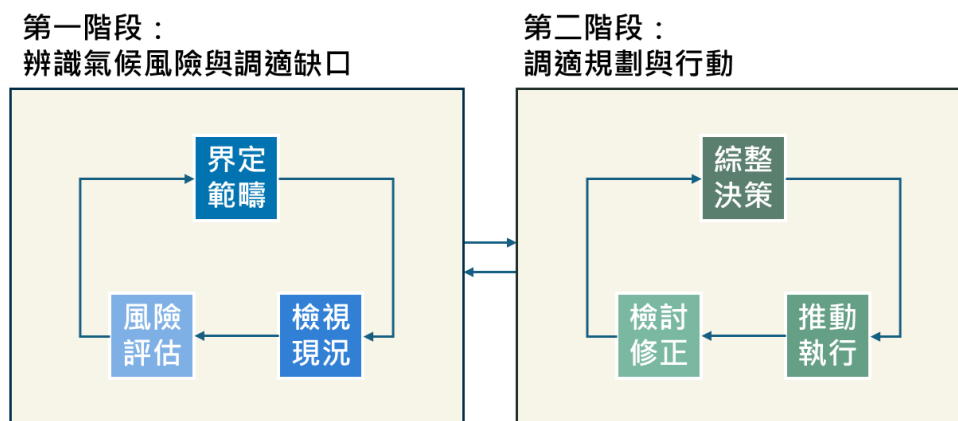 第一階段：
辨識氣候風險與調適缺口
第二階段：
調適規劃與行動
界定
範疇
風險
評估
檢視
現況
綜整
決策
檢討
修正
推動
執行